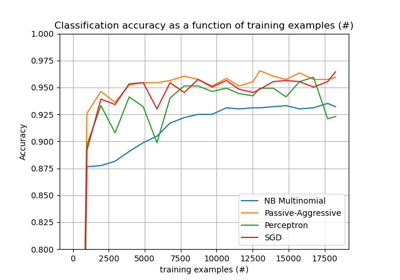 Classification accuracy as a function of training examples (#)
1.000
0.975
0.950
0.925
0.900
0.875
0.850
0.825
0.800
Accuracy
NB Multinomial
Passive-Aggressive
Perceptron
SGD
0 2500 5000 7500 10000 12500 15000 17500
training examples (#)